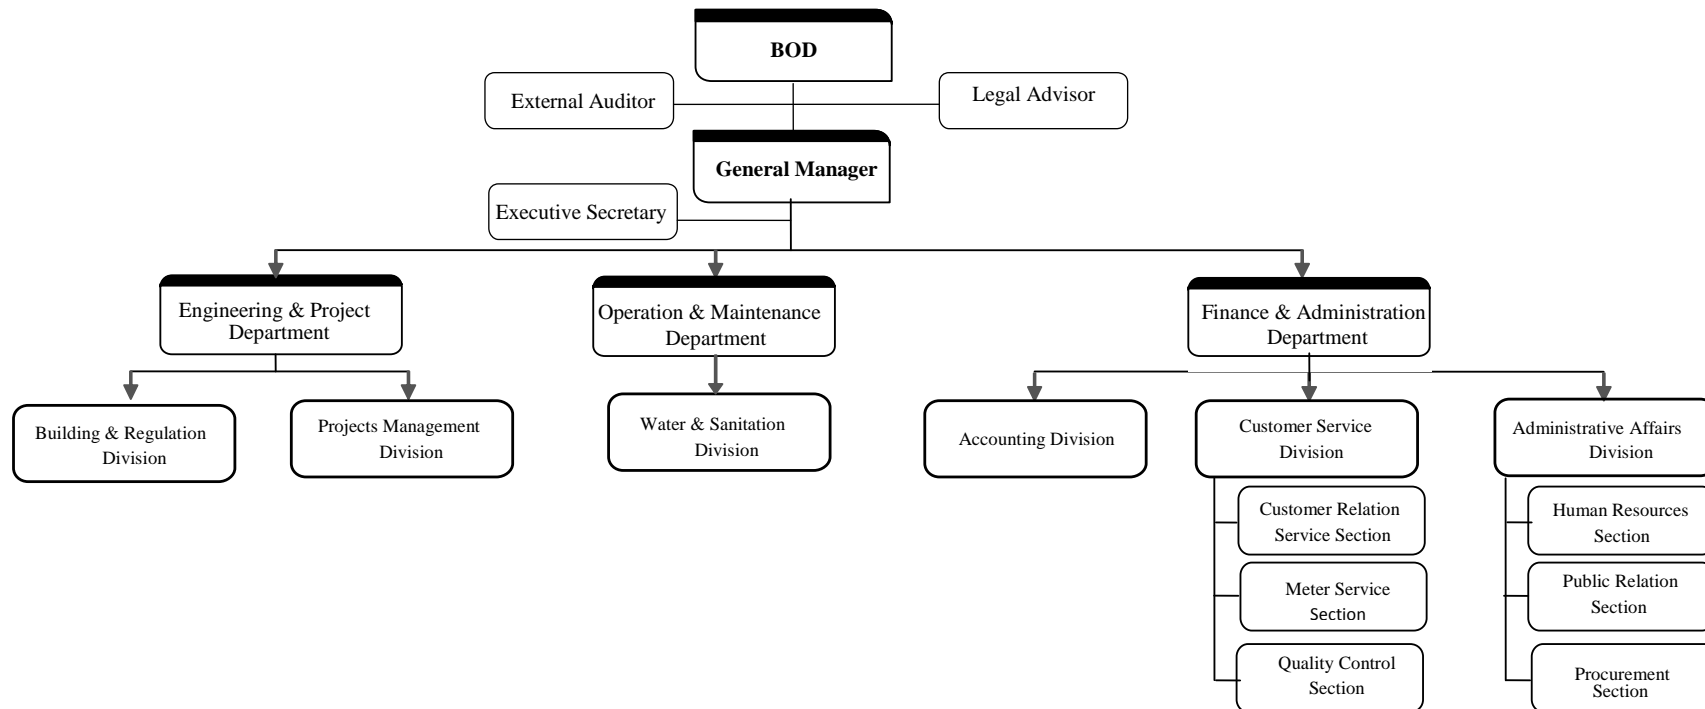 BOD
External Auditor
Legal Advisor
General Manager
Executive Secretary
Engineering & Project
Department
Operation & Maintenance
Department
Finance & Administration
Department
Building & Regulation
Division
Projects Management
Division
Water & Sanitation
Division
Accounting Division
Customer Service
Division
Administrative Affairs
Division
Customer Relation
Service Section
Human Resources
Section
Meter Service
Section
Public Relation
Section
Quality Control
Section
Procurement
Section